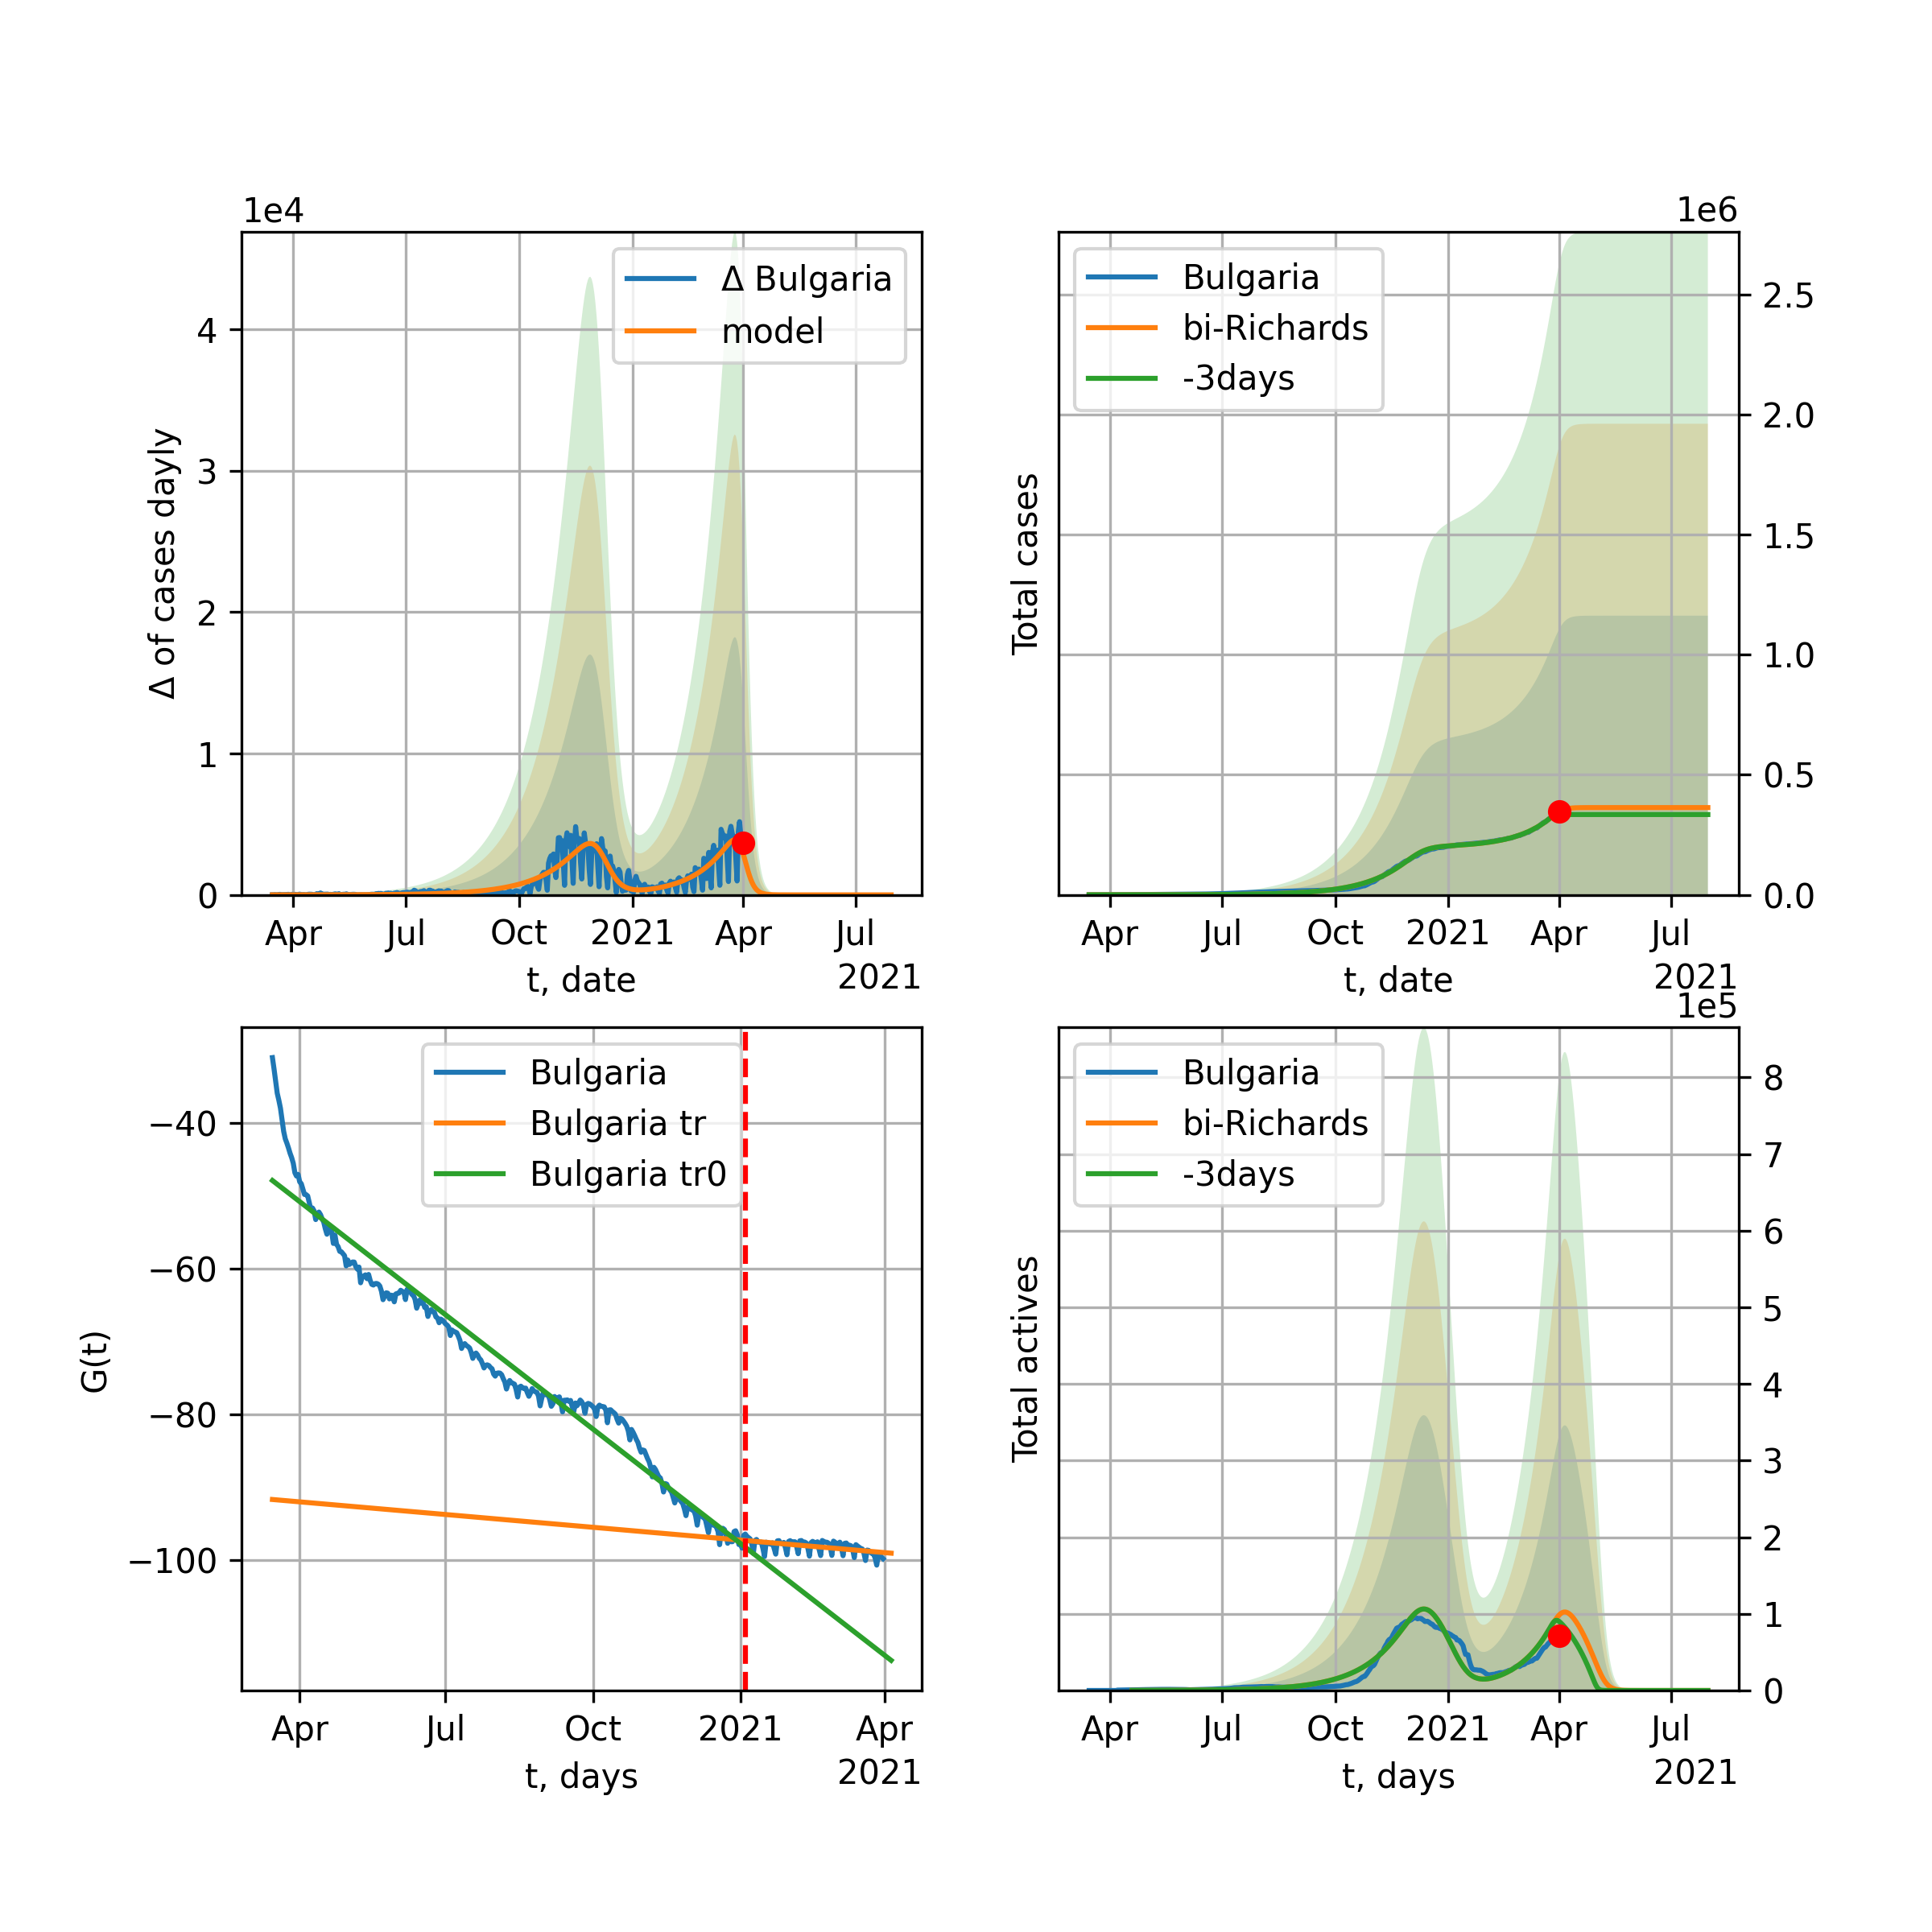 1e4
Δ Bulgaria
model
4
3
2
1
0
Δ of cases dayly
Apr Jul Oct 2021 Apr Jul
t, date
2021
1e6
Bulgaria
bi-Richards
-3days
2.5
2.0
1.5
1.0
0.5
0.0
Total cases
Apr Jul Oct 2021 Apr Jul
t, date
2021
Bulgaria
Bulgaria tr
Bulgaria tr0
−40
−60
−80
−100
G(t)
Apr Jul Oct 2021 Apr
t, days
2021
1e5
Bulgaria
bi-Richards
-3days
8
7
6
5
4
3
2
1
0
Total actives
Apr Jul Oct 2021 Apr Jul
t, days
2021